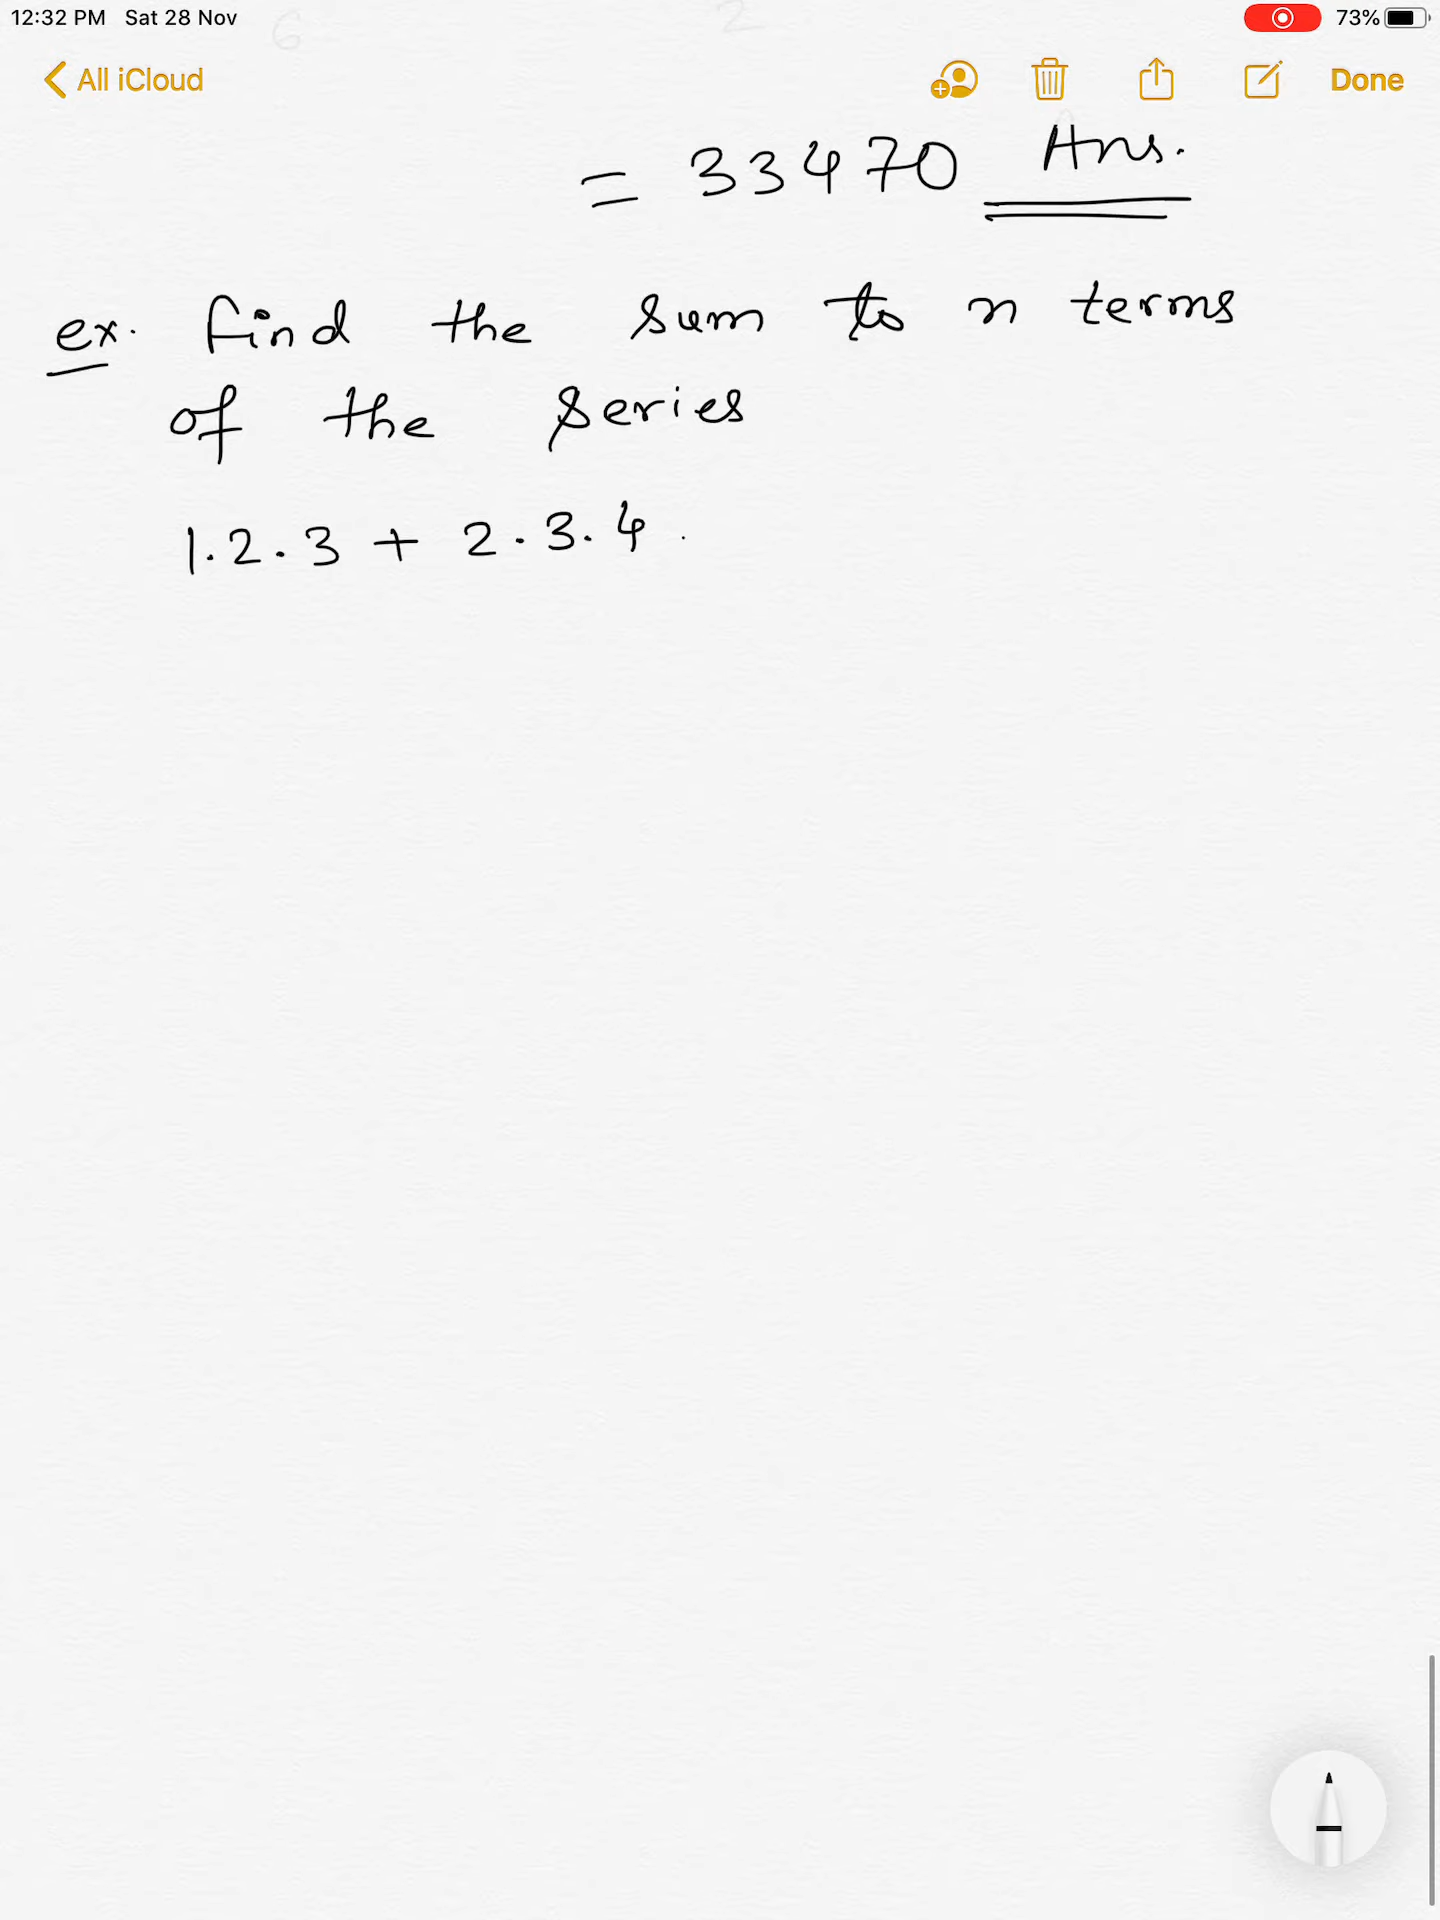 12:32 PM Sat 28 Nov 73%
All iCloud Done
= 33470 Ans.
ex. find the sum to n terms
of the series
1.2.3 + 2.3.4 .